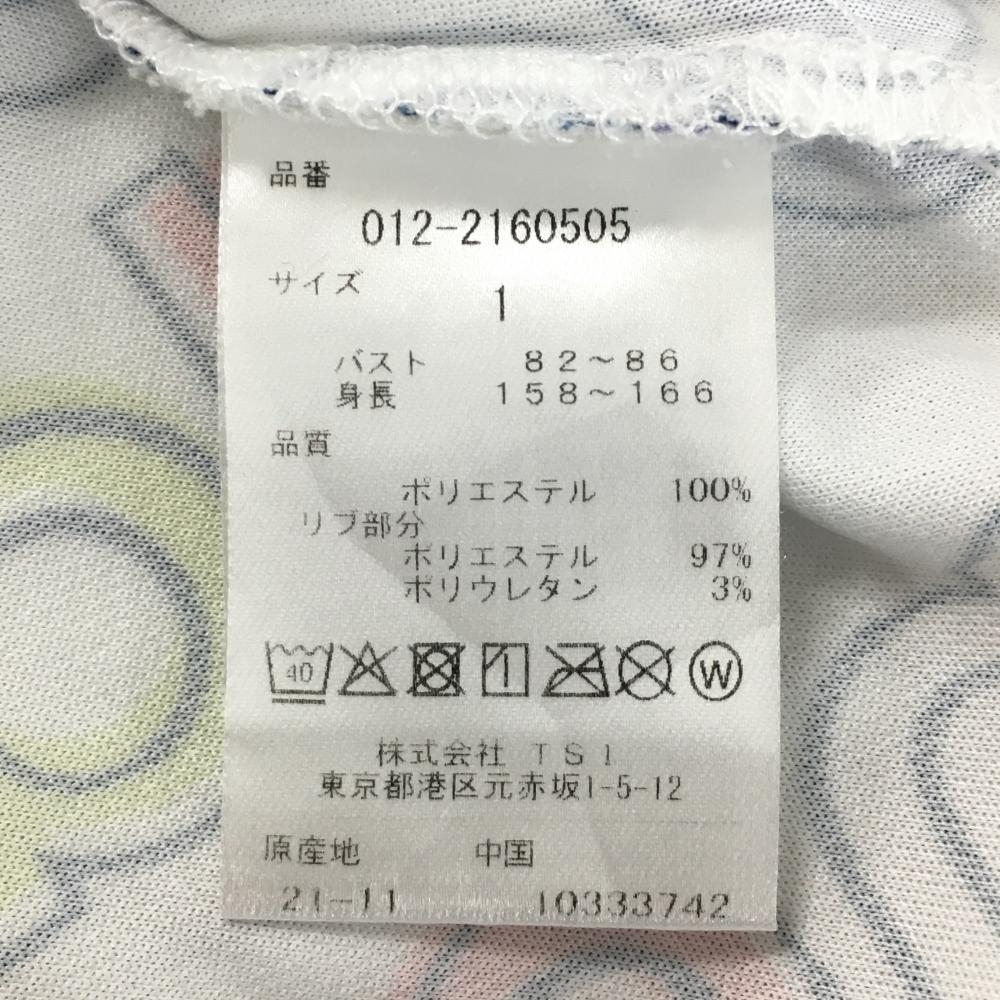 品番
012-2160505
サイズ
1
バスト 82～86
身長 158～166
品質
ポリエステル 100%
リブ部分
ポリエステル 97%
ポリウレタン 3%
40 W
株式会社 TSI
東京都港区元赤坂1-5-12
原産地 中国
21-11 10333742